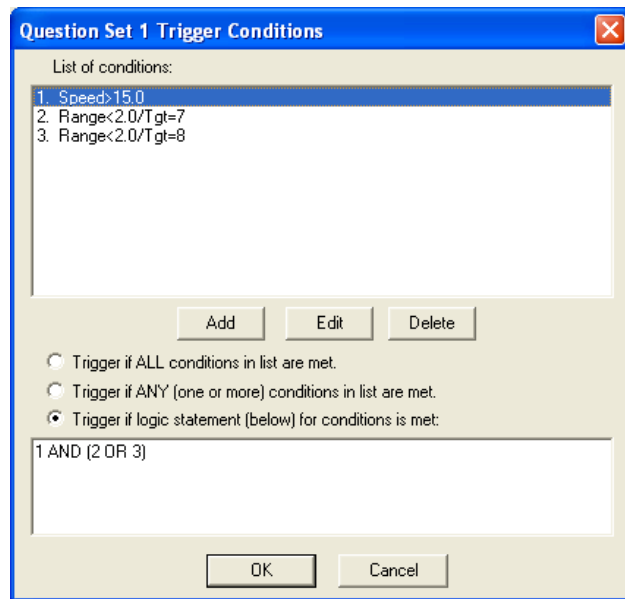 Question Set 1 Trigger Conditions
List of conditions:
1. Speed>15.0
2. Range<2.0/Tgt=7
3. Range<2.0/Tgt=8
Add Edit Delete
Trigger if ALL conditions in list are met.
Trigger if ANY (one or more) conditions in list are met.
Trigger if logic statement (below) for conditions is met:
1 AND (2 OR 3)
OK Cancel